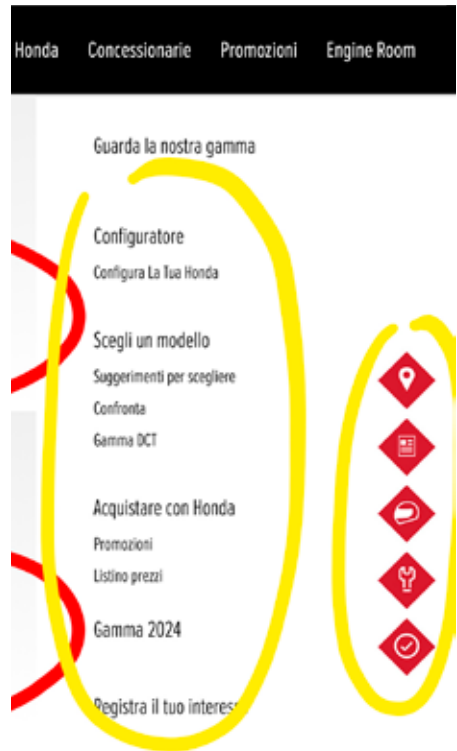 Honda Concessionarie Promozioni Engine Room
Guarda la nostra gamma
Configuratore
Configura La Tua Honda
Scegli un modello
Suggerimenti per scegliere
Confronta
Gamma DCT
Acquistare con Honda
Promozioni
Listino prezzi
Gamma 2024
Registra il tuo